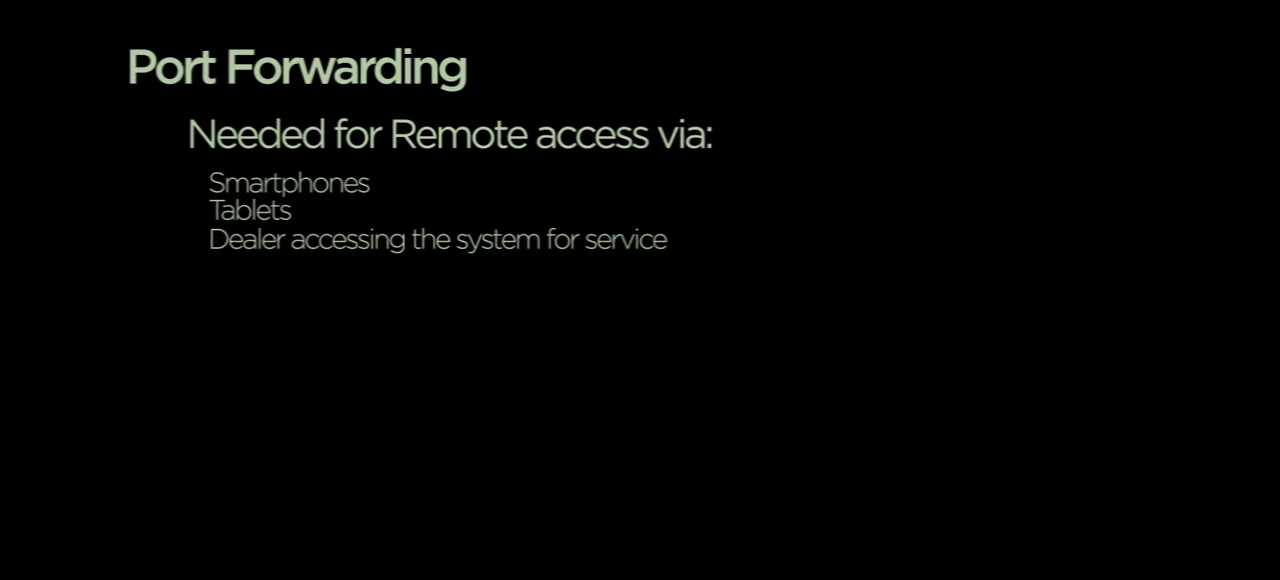 Port Forwarding
Needed for Remote access via:
Smartphones
Tablets
Dealer accessing the system for service